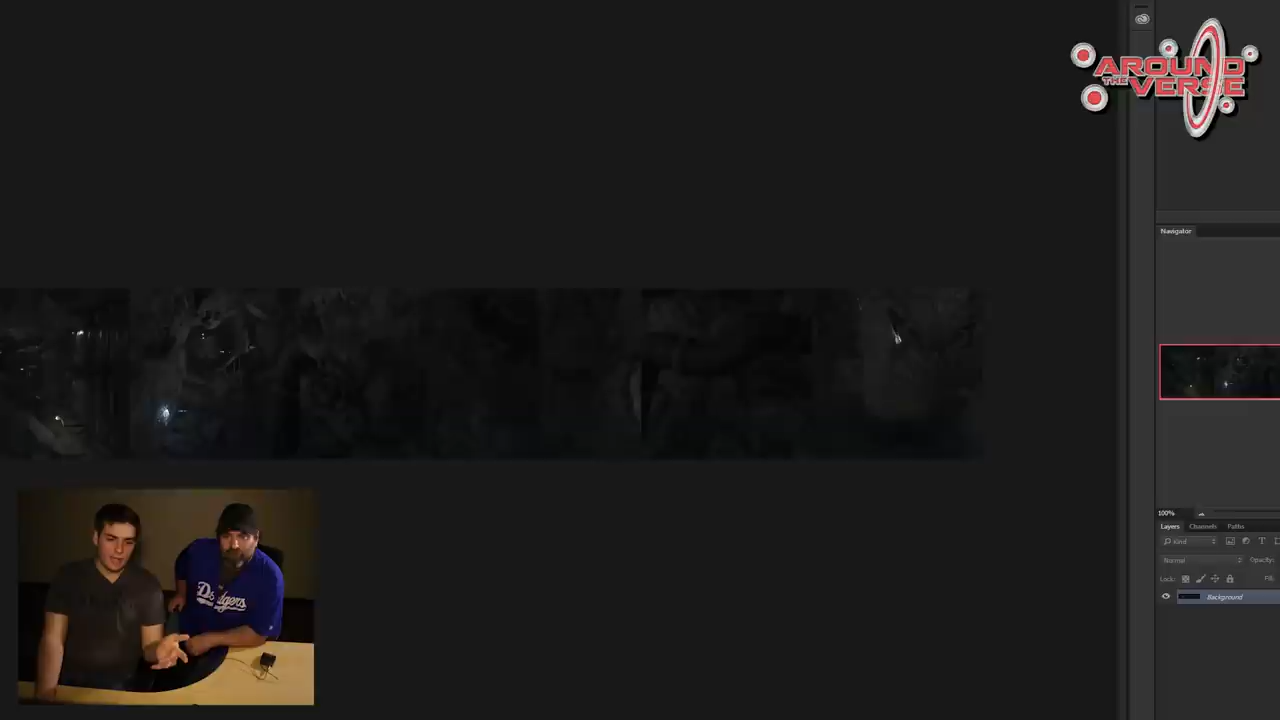 AROUND
THE VERSE
Navigator
100%
Layers Channels Paths
Kind
Normal Opacity:
Lock: Fill:
Background
Dodgers